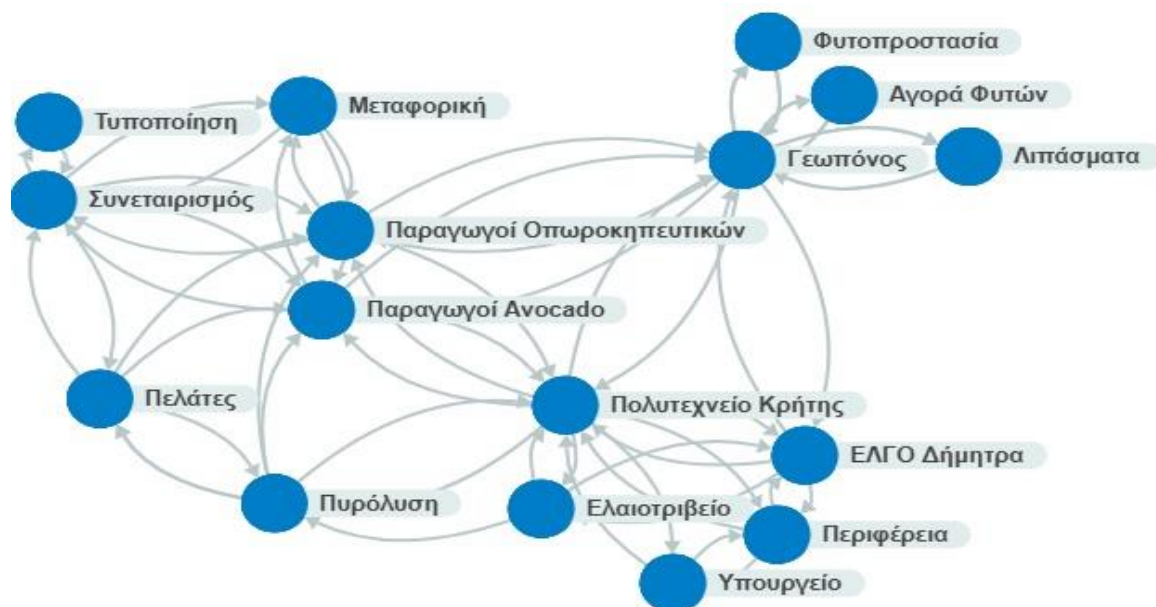 Φυτοπροστασία
Αγορά Φυτών
Μεταφορική
Τυποποίηση
Γεωπόνος
Λιπάσματα
Συνεταιρισμός
Παραγωγοί Οπωροκηπευτικών
Παραγωγοί Avocado
Πελάτες
Πολυτεχνείο Κρήτης
ΕΛΓΟ Δήμητρα
Πυρόλυση
Ελαιοτριβείο
Περιφέρεια
Υπουργείο